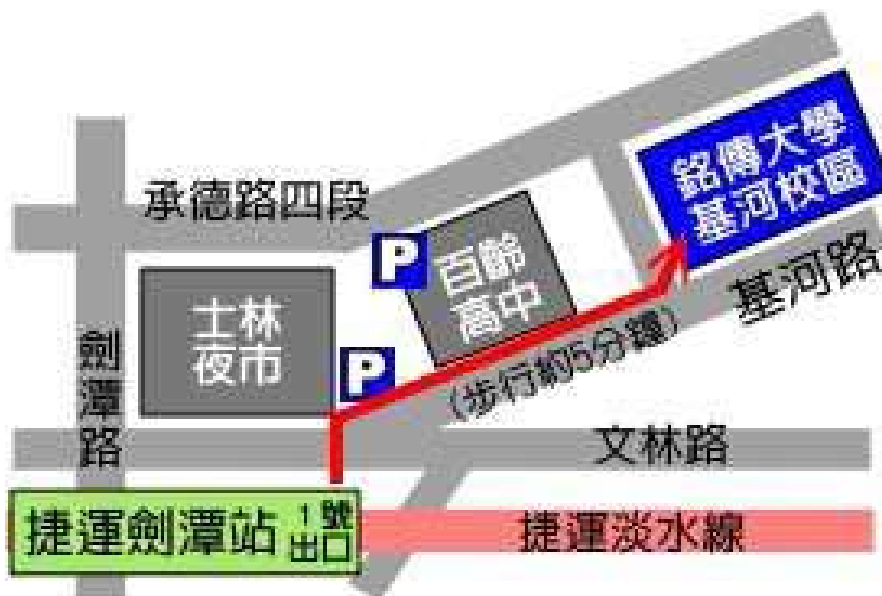 銘傳大學
基河校區
承德路四段
P
百齡
高中
基河路
士林
夜市
P
(步行約5分鐘)
劍潭路
文林路
捷運劍潭站
1號
出口
捷運淡水線